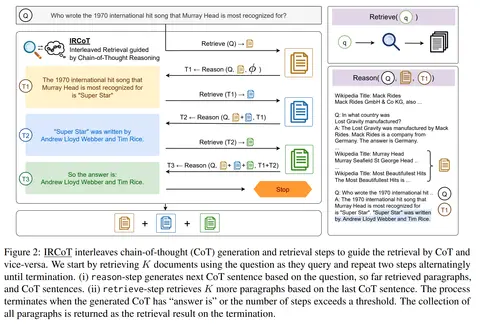 Q Who wrote the 1970 international hit song that Murray Head is most recognized for?
IRCoT
Interleaved Retrieval guided
by Chain-of-Thought Reasoning
Retrieve (Q)
T1 The 1970 international hit song that
Murray Head is most recognized for
is "Super Star"
T1 ← Reason (Q, , ϕ)
Retrieve (T1)
T2 "Super Star" was written by
Andrew Lloyd Webber and Tim Rice.
T2 ← Reason (Q, + , T1)
Retrieve (T2)
T3 So the answer is:
Andrew Lloyd Webber and Tim Rice.
T3 ← Reason (Q, + + , T1+T2)
Stop
+ +
Retrieve( q )
q
Reason( Q , , T1 )
Wikipedia Title: Mack Rides
Mack Rides GmbH & Co KG, also ...
Q: In what country was
Lost Gravity manufactured?
A: The Lost Gravity was manufactured by Mack
Rides. Mack Rides is a company from
Germany. The answer is Germany.
Wikipedia Title: Murray Head
Murray Seafield St George Head ..
Wikipedia Title: Most Beautifullest Hits
The Most Beautifullest Hits is ...
Q: Who wrote the 1970 international hit .. Q
A: The 1970 international hit song that
Murray Head is most recognized for
is "Super Star". "Super Star" was written
by. Andrew Lloyd Webber and Tim Rice.
T1
Figure 2: IRCoT interleaves chain-of-thought (CoT) generation and retrieval steps to guide the retrieval by CoT and
vice-versa. We start by retrieving K documents using the question as they query and repeat two steps alternatingly
until termination. (i) reason-step generates next CoT sentence based on the question, so far retrieved paragraphs,
and CoT sentences. (ii) retrieve-step retrieves K more paragraphs based on the last CoT sentence. The process
terminates when the generated CoT has "answer is" or the number of steps exceeds a threshold. The collection of
all paragraphs is returned as the retrieval result on the termination.